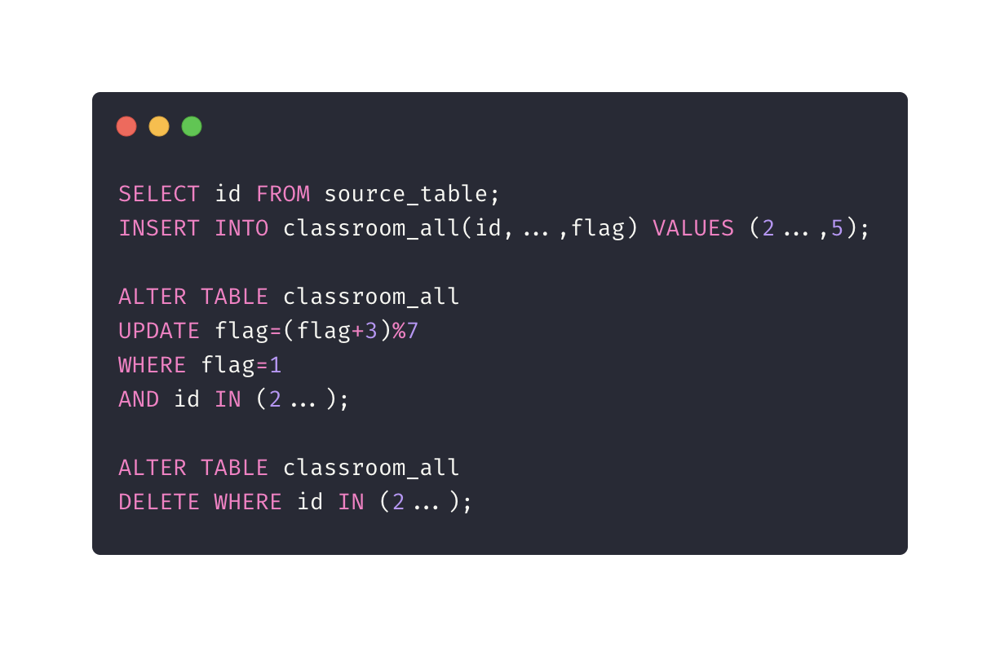 SELECT id FROM source_table;
INSERT INTO classroom_all(id,...,flag) VALUES (2...,5);
ALTER TABLE classroom_all
UPDATE flag=(flag+3)%7
WHERE flag=1
AND id IN (2...);
ALTER TABLE classroom_all
DELETE WHERE id IN (2...);